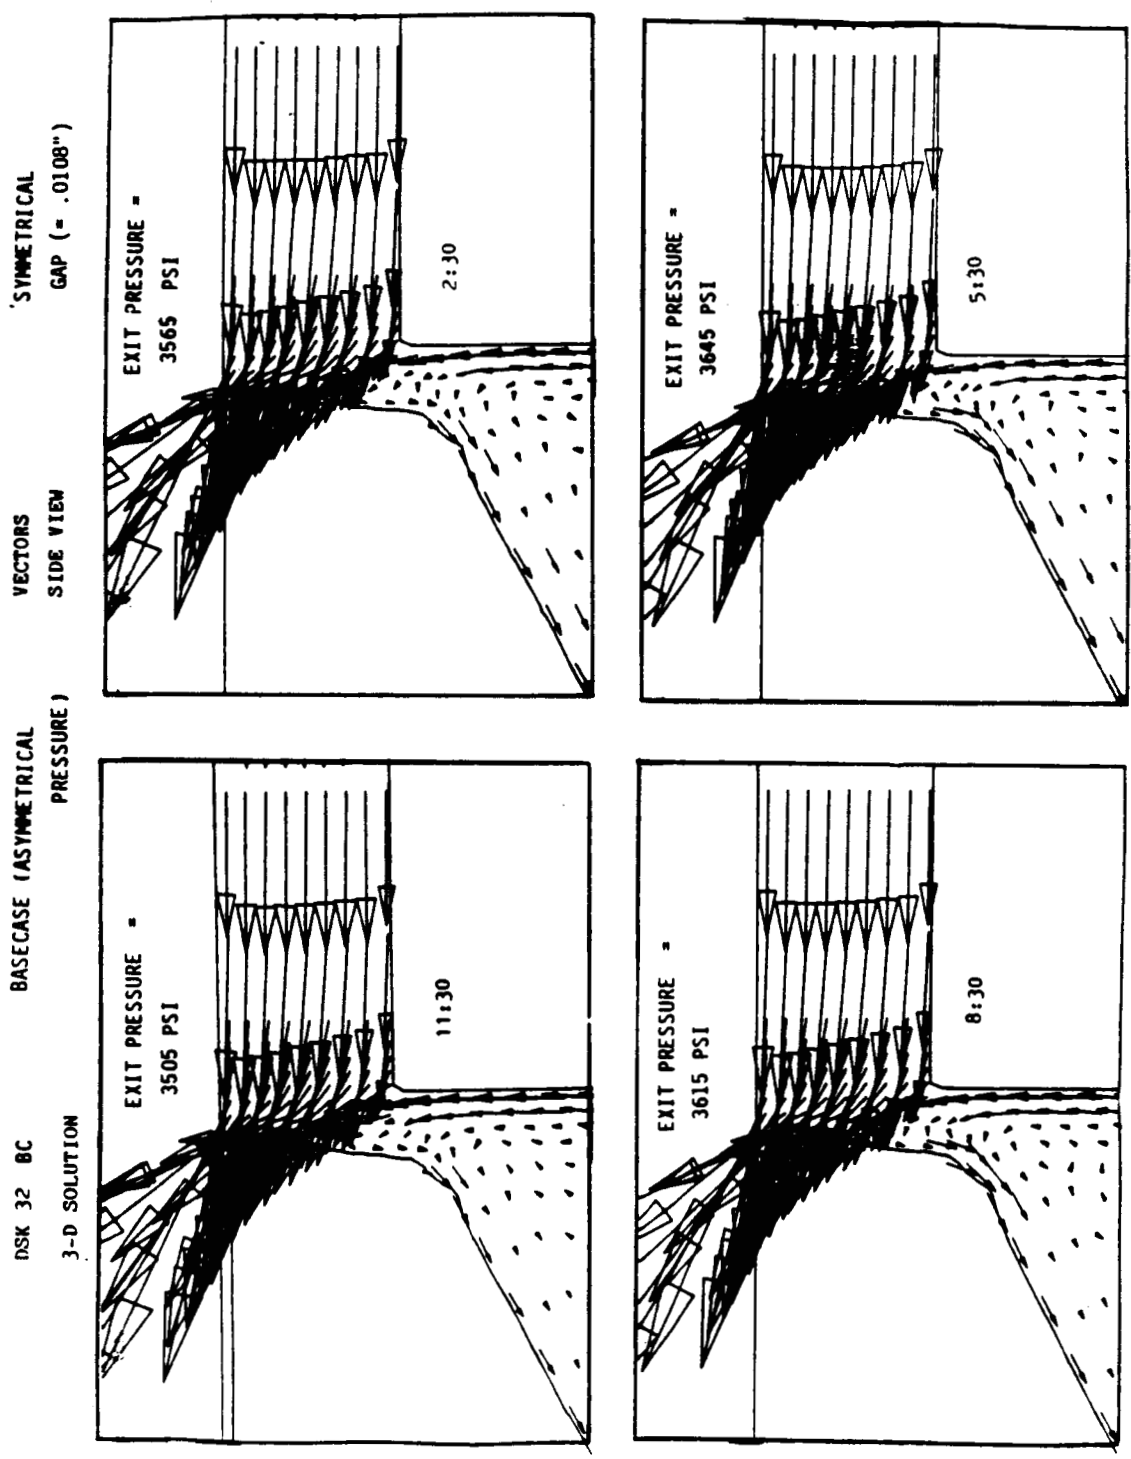 DSK 32 BC BASECASE (ASYMMETRICAL VECTORS 'SYMMETRICAL
3-D SOLUTION PRESSURE) SIDE VIEW GAP (= .0108")
EXIT PRESSURE =
3505 PSI
11:30
EXIT PRESSURE =
3565 PSI
2:30
EXIT PRESSURE =
3615 PSI
8:30
EXIT PRESSURE =
3645 PSI
5:30